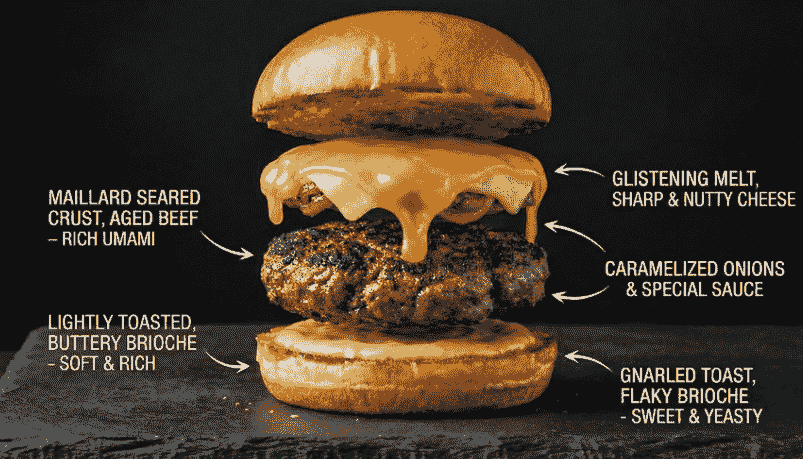 MAILLARD SEARED
CRUST, AGED BEEF
– RICH UMAMI
LIGHTLY TOASTED,
BUTTERY BRIOCHE
- SOFT & RICH
GLISTENING MELT,
SHARP & NUTTY CHEESE
CARAMELIZED ONIONS
& SPECIAL SAUCE
GNARLED TOAST,
FLAKY BRIOCHE
- SWEET & YEASTY